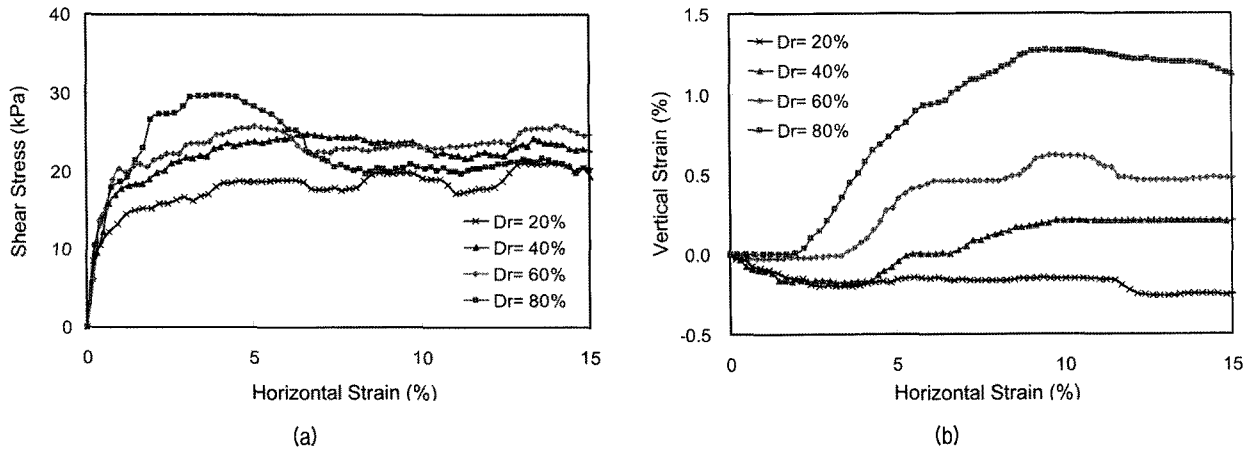 40
30
20
10
0
Shear Stress (kPa)
Dr= 20%
Dr= 40%
Dr= 60%
Dr= 80%
0
5
10
15
Horizontal Strain (%)
(a)
1.5
1.0
0.5
0.0
-0.5
Vertical Strain (%)
Dr= 20%
Dr= 40%
Dr= 60%
Dr= 80%
0
5
10
15
Horizontal Strain (%)
(b)